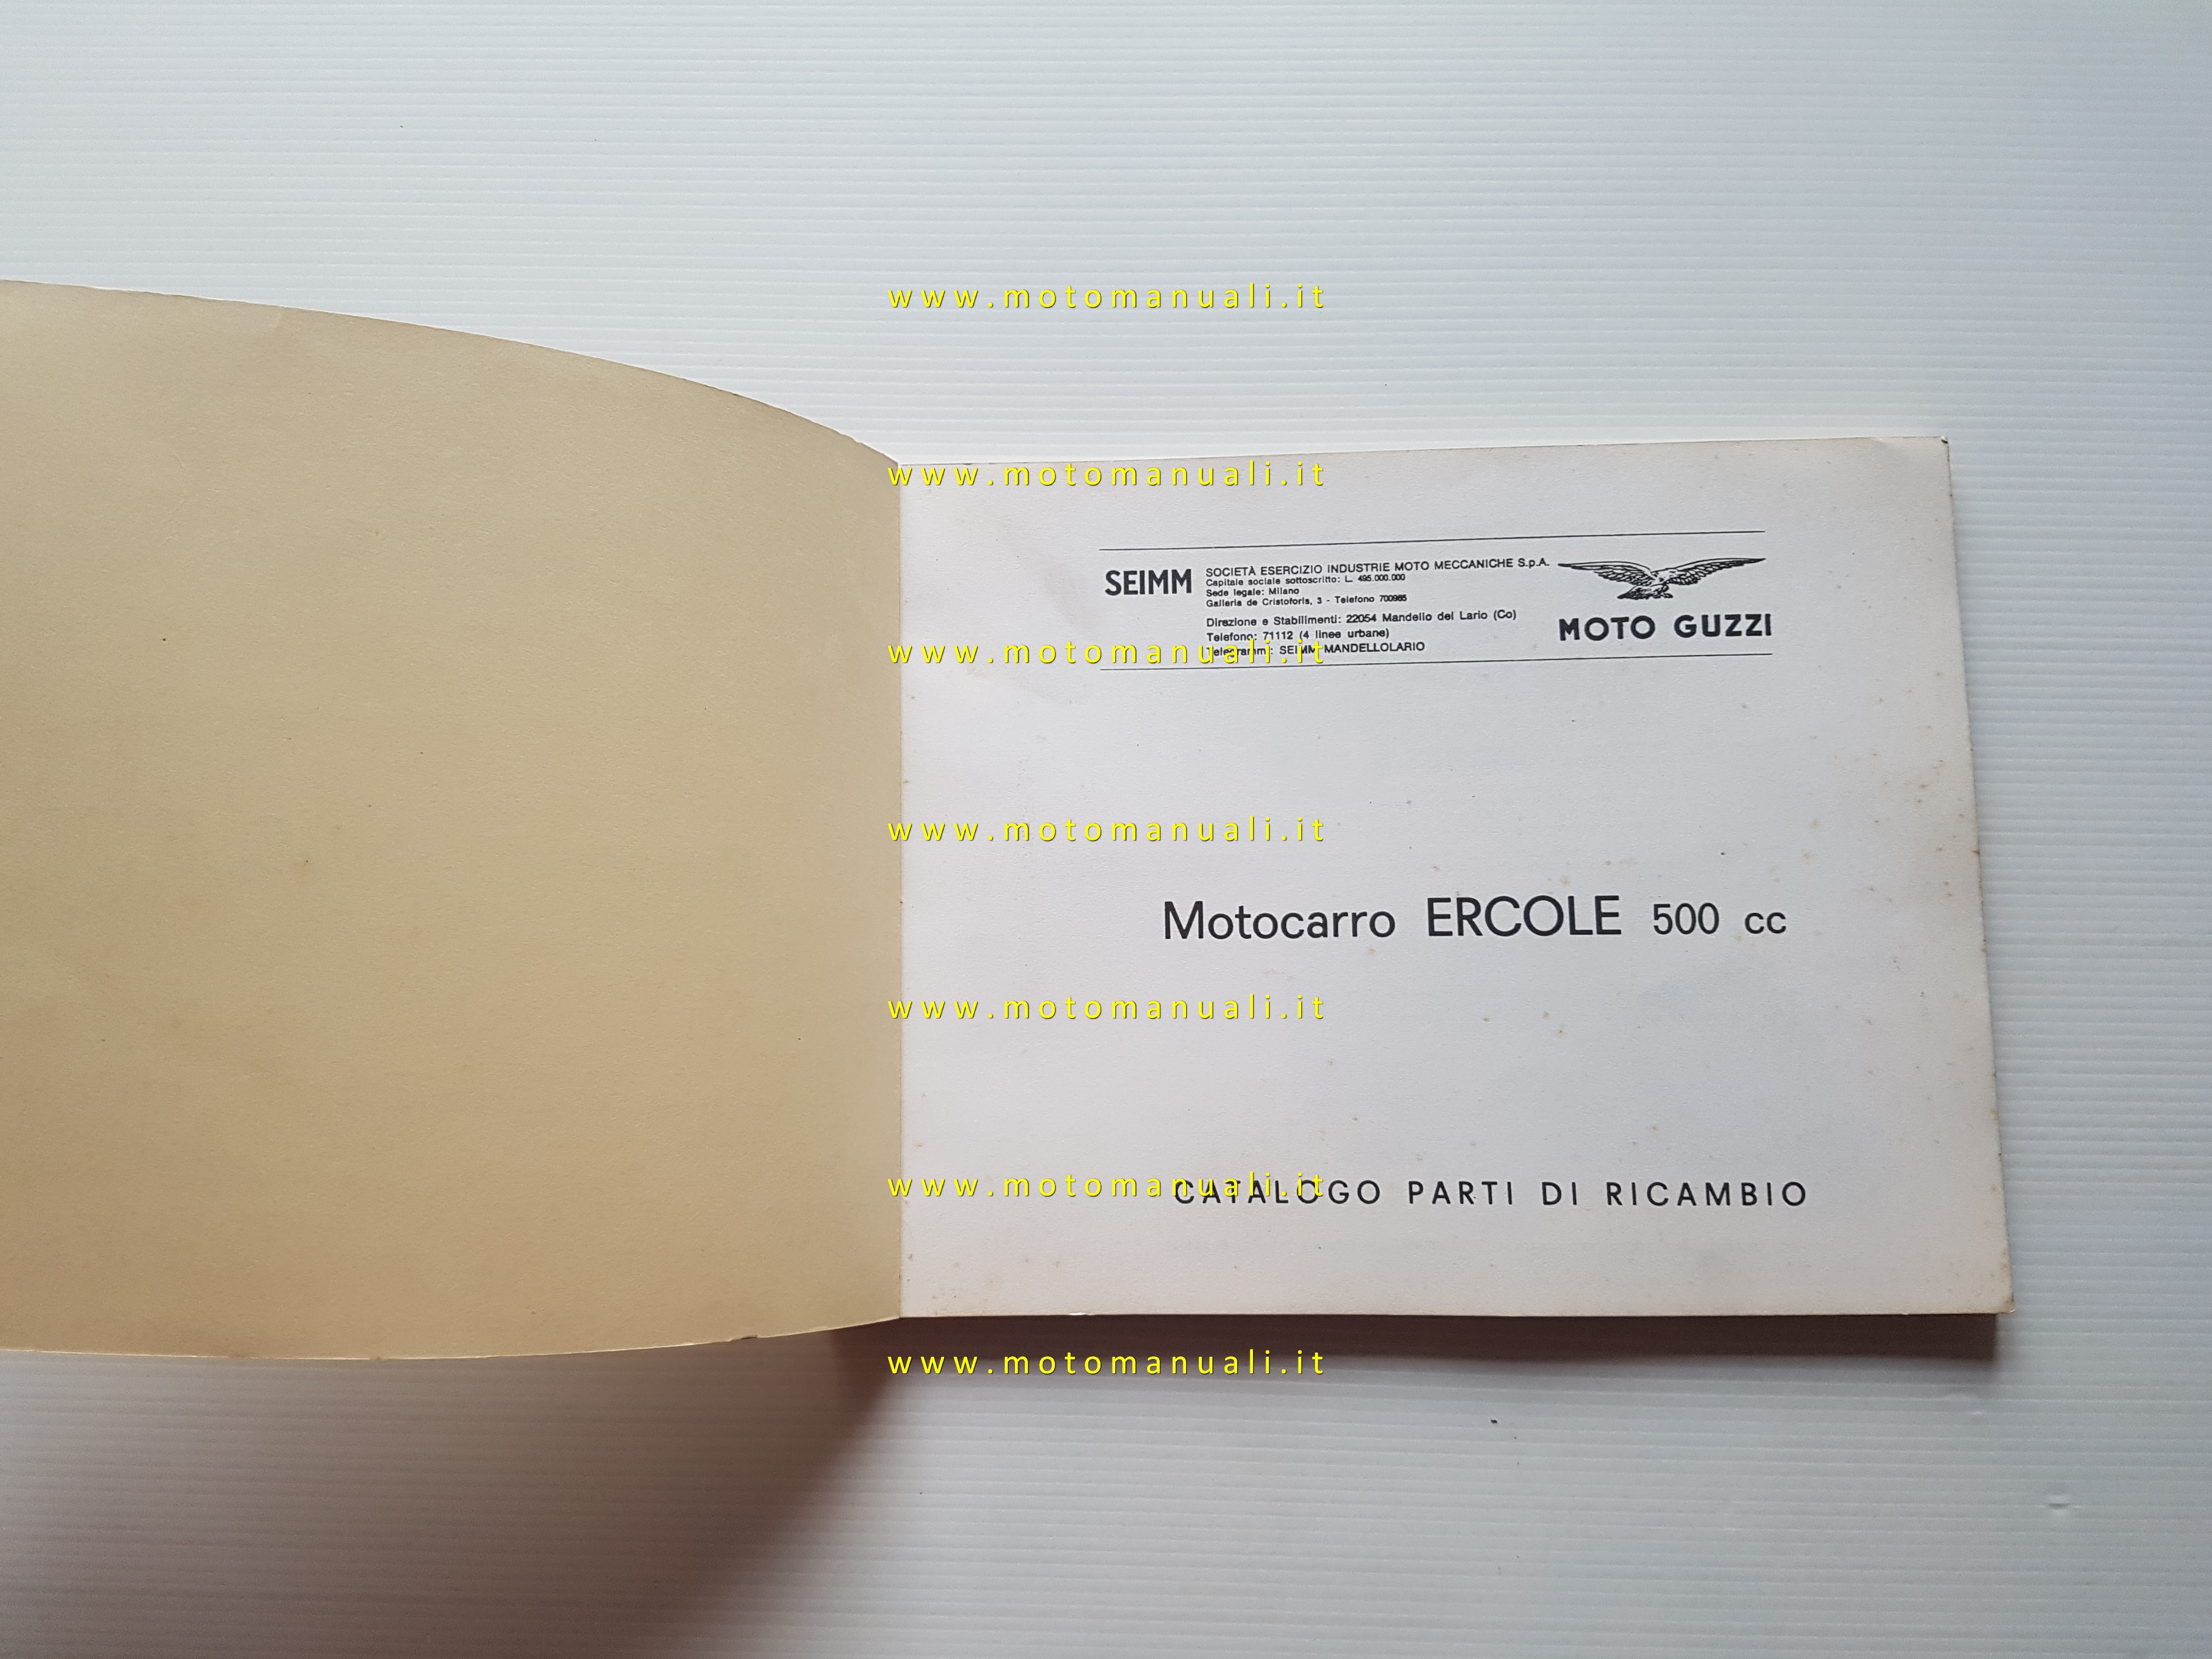 www.motomanuali.it
www.motomanuali.it
SEIMM
SOCIETÀ ESERCIZIO INDUSTRIE MOTO MECCANICHE S.p.A.
Capitale sociale sottoscritto: L. 495.000.000
Sede legale: Milano
Galleria de Cristoforis, 3 - Telefono 700985
Direzione e Stabilimenti: 22054 Mandello del Lario (Co)
Telefono: 71112 (4 linee urbane)
Telegrammi: SEIMM MANDELLOLARIO
MOTO GUZZI
www.motomanuali.it
www.motomanuali.it
Motocarro ERCOLE 500 cc
www.motomanuali.it
www.motomanuali.it
CATALOGO PARTI DI RICAMBIO
www.motomanuali.it